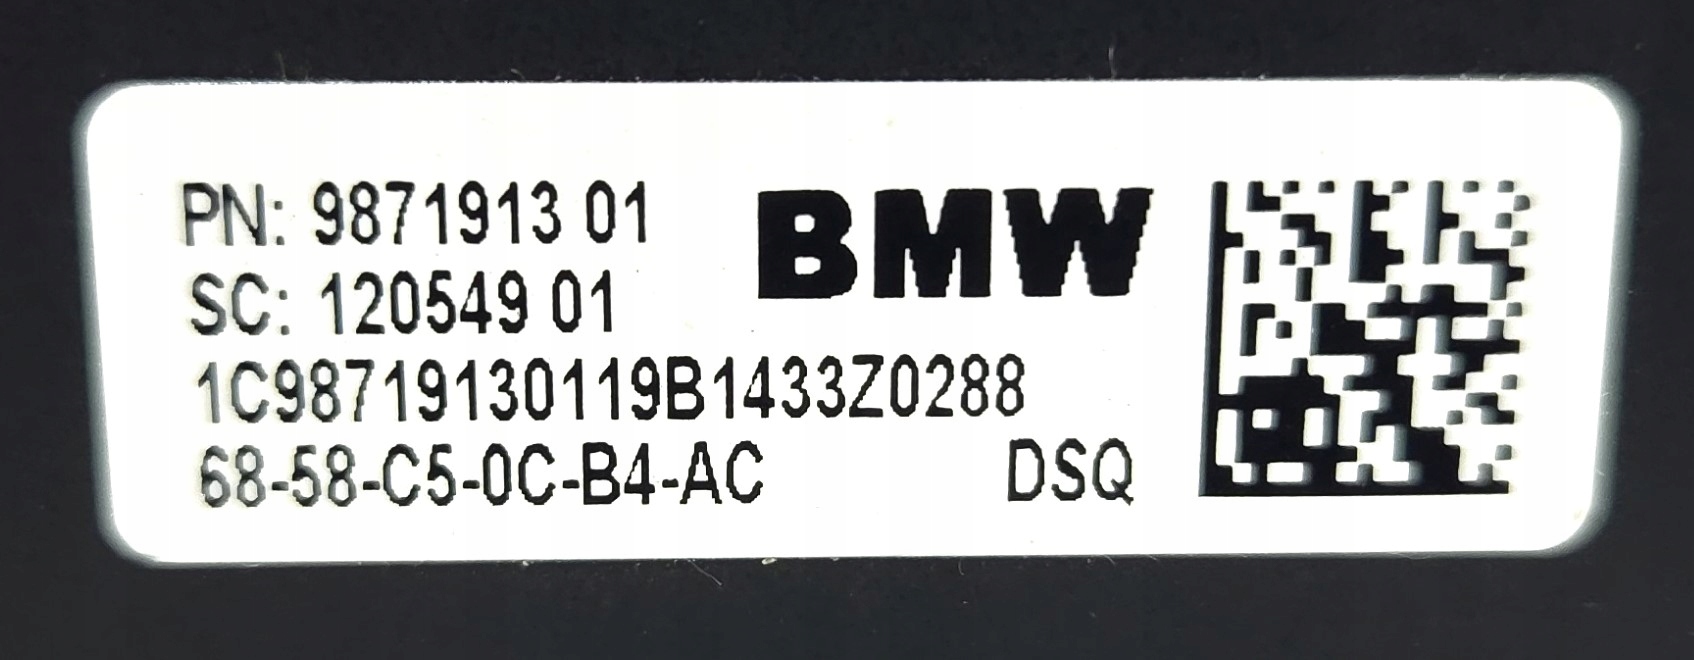 PN: 9871913 01
BMW
SC: 120549 01
1C98719130119B1433Z0288
68-58-C5-0C-B4-AC DSQ